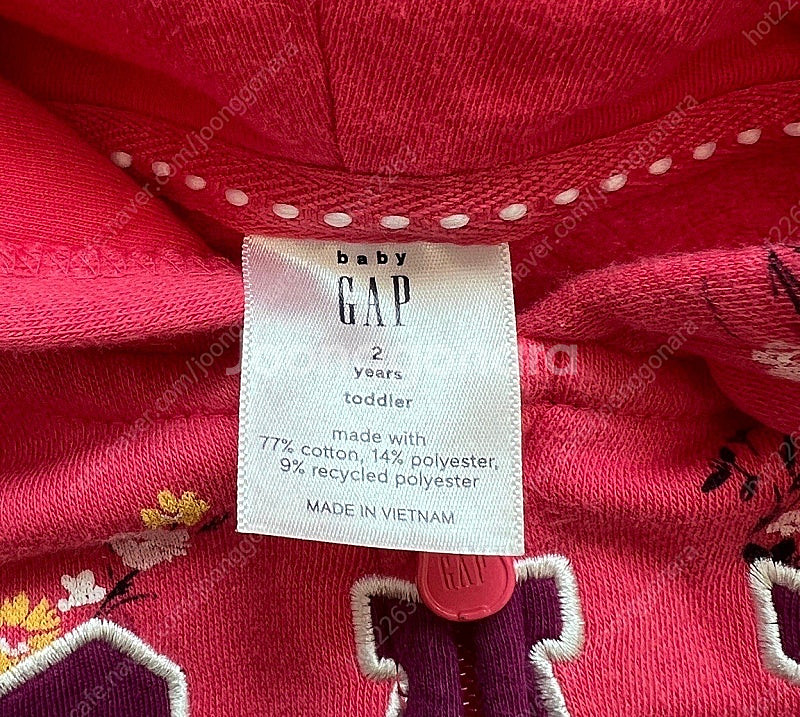 baby
GAP
2
years
toddler
made with
77% cotton, 14% polyester,
9% recycled polyester
MADE IN VIETNAM
GAP